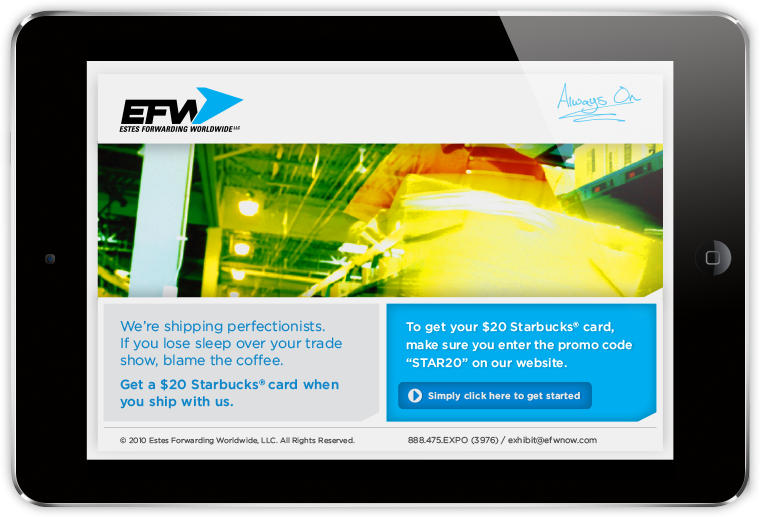 EFW
ESTES FORWARDING WORLDWIDE LLC
Always On
We're shipping perfectionists.
If you lose sleep over your trade
show, blame the coffee.
Get a $20 Starbucks® card when
you ship with us.
To get your $20 Starbucks® card,
make sure you enter the promo code
“STAR20” on our website.
Simply click here to get started
© 2010 Estes Forwarding Worldwide, LLC. All Rights Reserved.
888.475.EXPO (3976) / exhibit@efwnow.com